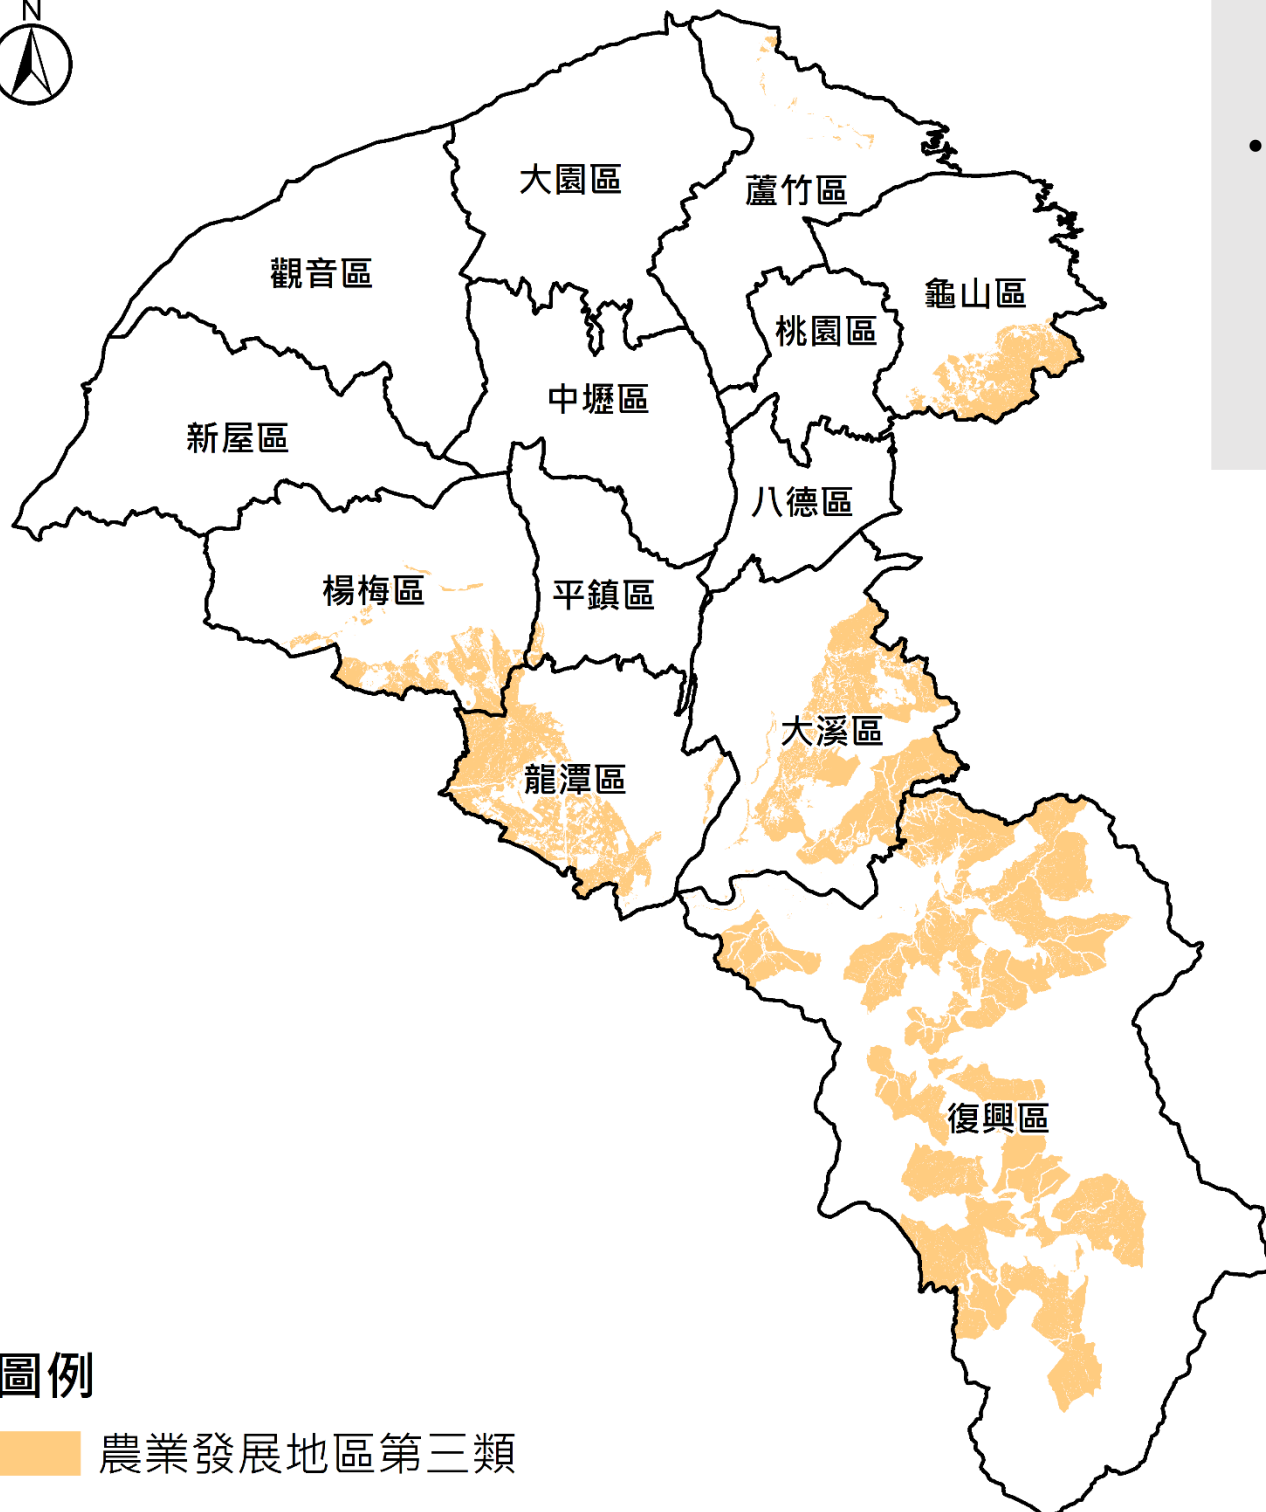 N
大園區
蘆竹區
觀音區
龜山區
桃園區
中壢區
新屋區
八德區
楊梅區
平鎮區
大溪區
龍潭區
復興區
圖例
農業發展地區第三類